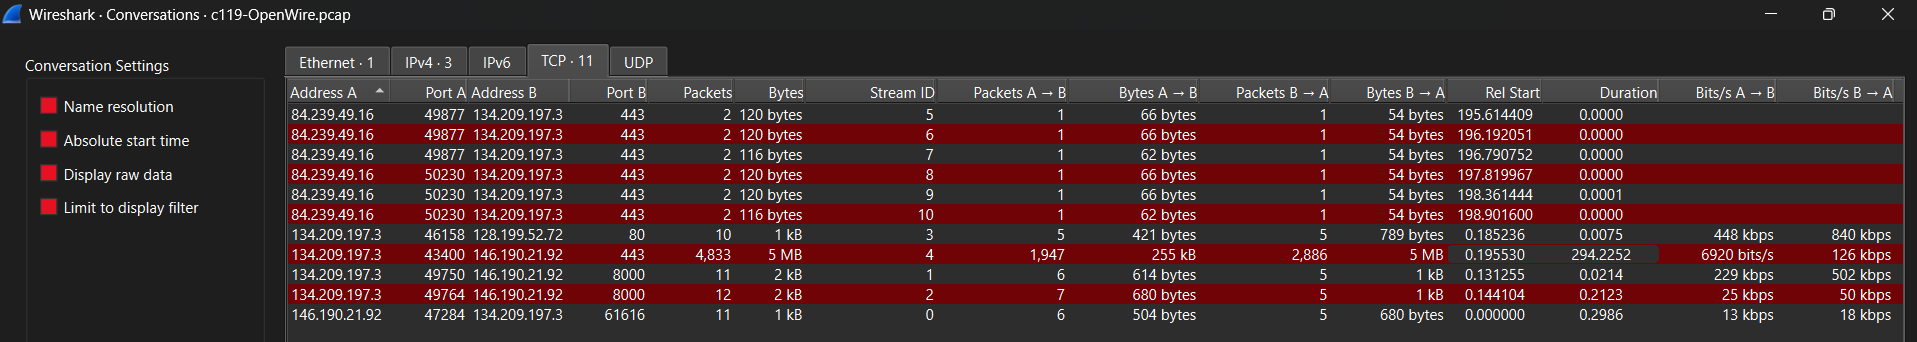 Wireshark · Conversations · c119-OpenWire.pcap
Conversation Settings
Name resolution
Absolute start time
Display raw data
Limit to display filter
Ethernet · 1 IPv4 · 3 IPv6 TCP · 11 UDP
Address A Port A Address B Port B Packets Bytes Stream ID Packets A → B Bytes A → B Packets B → A Bytes B → A Rel Start Duration Bits/s A → B Bits/s B → A
84.239.49.16 49877 134.209.197.3 443 2 120 bytes 5 1 66 bytes 1 54 bytes 195.614409 0.0000
84.239.49.16 49877 134.209.197.3 443 2 120 bytes 6 1 66 bytes 1 54 bytes 196.192051 0.0000
84.239.49.16 49877 134.209.197.3 443 2 116 bytes 7 1 62 bytes 1 54 bytes 196.790752 0.0000
84.239.49.16 50230 134.209.197.3 443 2 120 bytes 8 1 66 bytes 1 54 bytes 197.819967 0.0000
84.239.49.16 50230 134.209.197.3 443 2 120 bytes 9 1 66 bytes 1 54 bytes 198.361444 0.0001
84.239.49.16 50230 134.209.197.3 443 2 116 bytes 10 1 62 bytes 1 54 bytes 198.901600 0.0000
134.209.197.3 46158 128.199.52.72 80 10 1 kB 3 5 421 bytes 5 789 bytes 0.185236 0.0075 448 kbps 840 kbps
134.209.197.3 43400 146.190.21.92 443 4,833 5 MB 4 1,947 255 kB 2,886 5 MB 0.195530 294.2252 6920 bits/s 126 kbps
134.209.197.3 49750 146.190.21.92 8000 11 2 kB 1 6 614 bytes 5 1 kB 0.131255 0.0214 229 kbps 502 kbps
134.209.197.3 49764 146.190.21.92 8000 12 2 kB 2 7 680 bytes 5 1 kB 0.144104 0.2123 25 kbps 50 kbps
146.190.21.92 47284 134.209.197.3 61616 11 1 kB 0 6 504 bytes 5 680 bytes 0.000000 0.2986 13 kbps 18 kbps